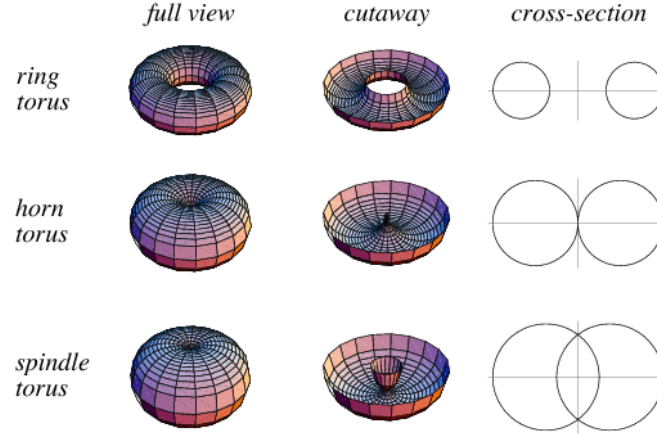 full view
cutaway
cross-section
ring
torus
horn
torus
spindle
torus